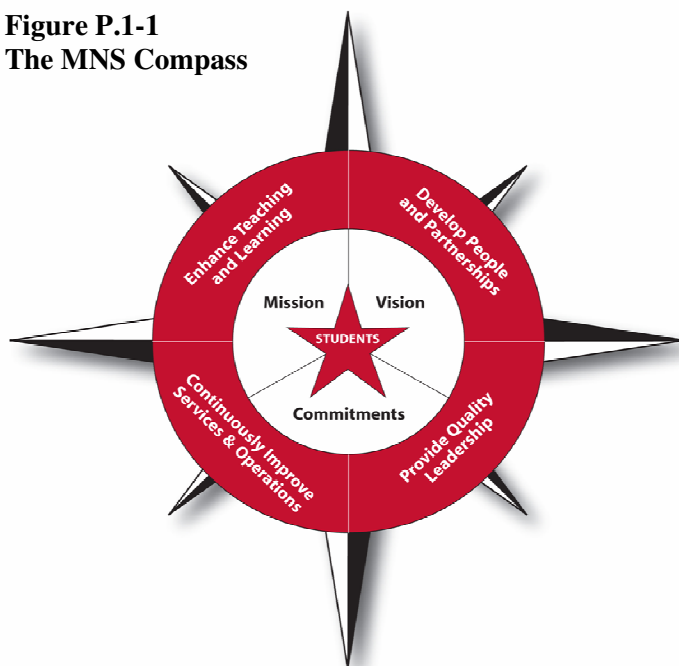 Figure P.1-1
The MNS Compass
Enhance Teaching
and Learning
Develop People
and Partnerships
Mission
Vision
STUDENTS
Commitments
Continuously Improve
Services & Operations
Provide Quality
Leadership